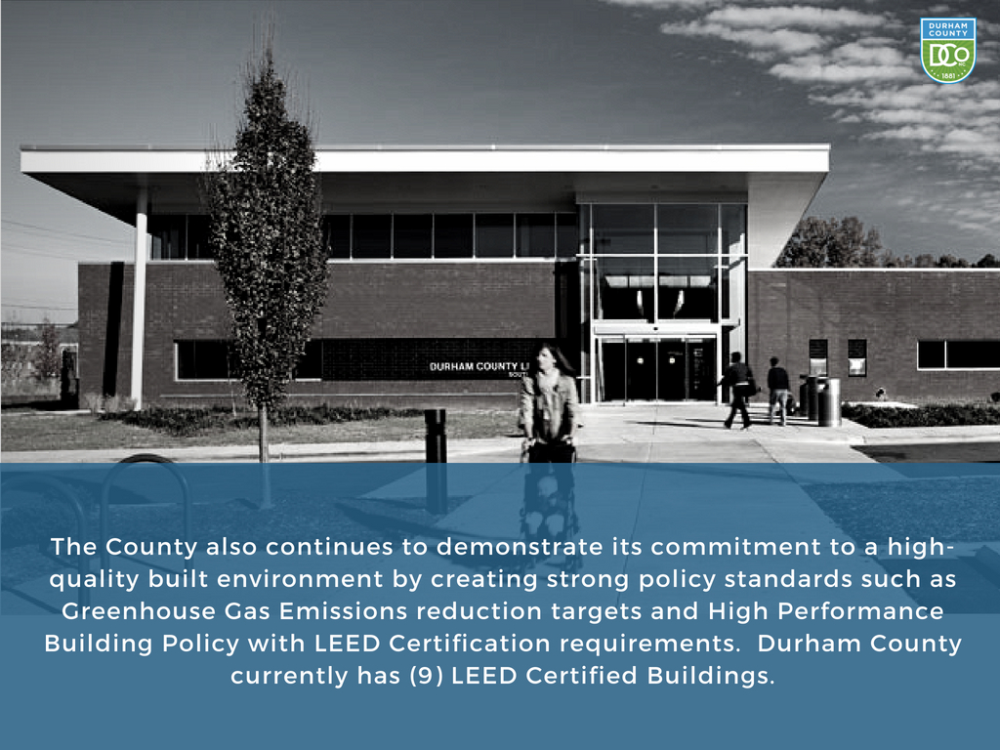 DURHAM
COUNTY
DCo
NC
1881
DURHAM COUNTY LI
SOUT
The County also continues to demonstrate its commitment to a high-
quality built environment by creating strong policy standards such as
Greenhouse Gas Emissions reduction targets and High Performance
Building Policy with LEED Certification requirements.  Durham County
currently has (9) LEED Certified Buildings.